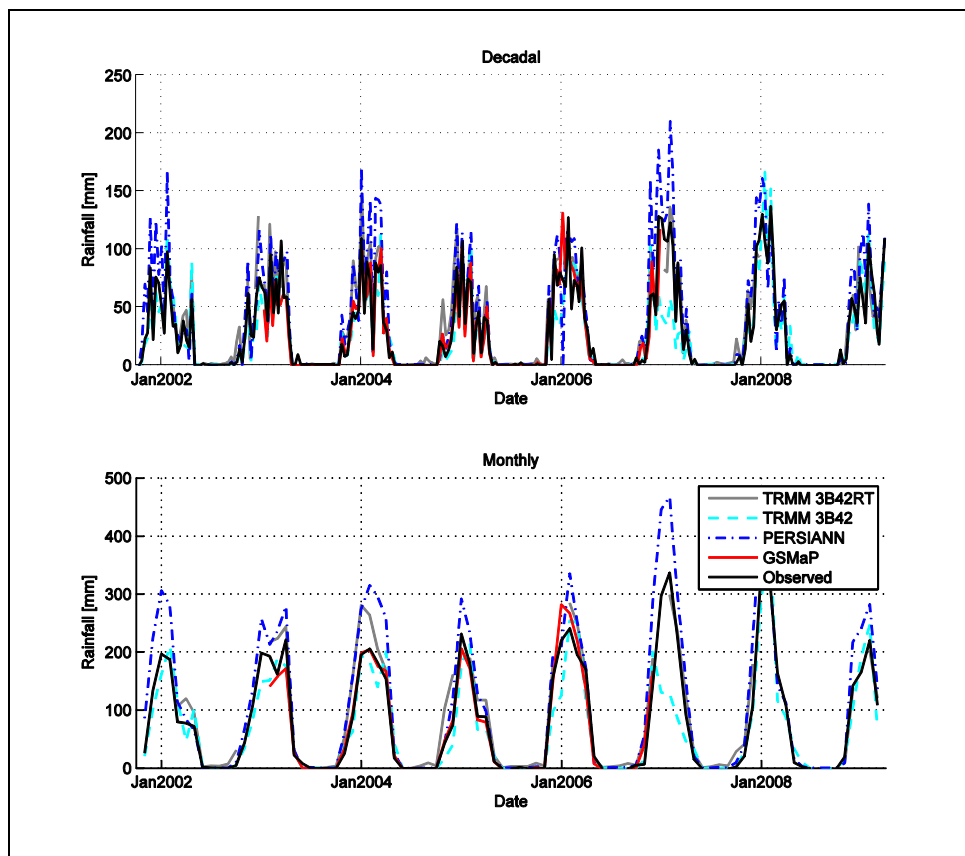 Decadal
250
200
150
100
50
0
Rainfall [mm]
Jan2002 Jan2004 Jan2006 Jan2008
Date
Monthly
500
400
300
200
100
0
Rainfall [mm]
TRMM 3B42RT
TRMM 3B42
PERSIANN
GSMaP
Observed
Jan2002 Jan2004 Jan2006 Jan2008
Date